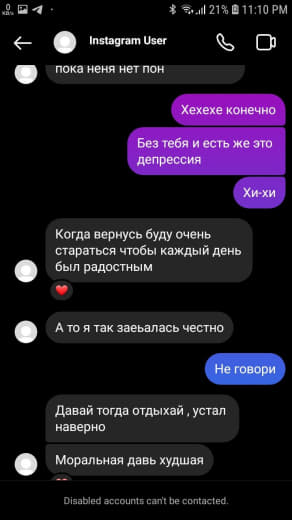 0
KB/s
21% 11:10 PM
Instagram User
пока неня нет пон
Хехехе конечно
Без тебя и есть же это
депрессия
Хи-хи
Когда вернусь буду очень
стараться чтобы каждый день
был радостным
А то я так заеьалась честно
Не говори
Давай тогда отдыхай , устал
наверно
Моральная давь худшая
Disabled accounts can't be contacted.